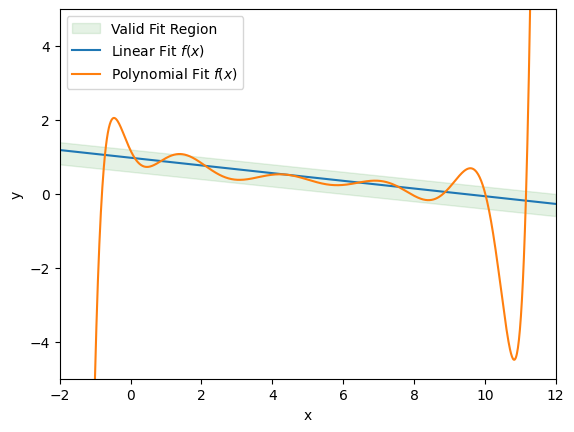 Valid Fit Region
Linear Fit f(x)
Polynomial Fit f(x)
4
2
0
−2
−4
y
−2 0 2 4 6 8 10 12
x